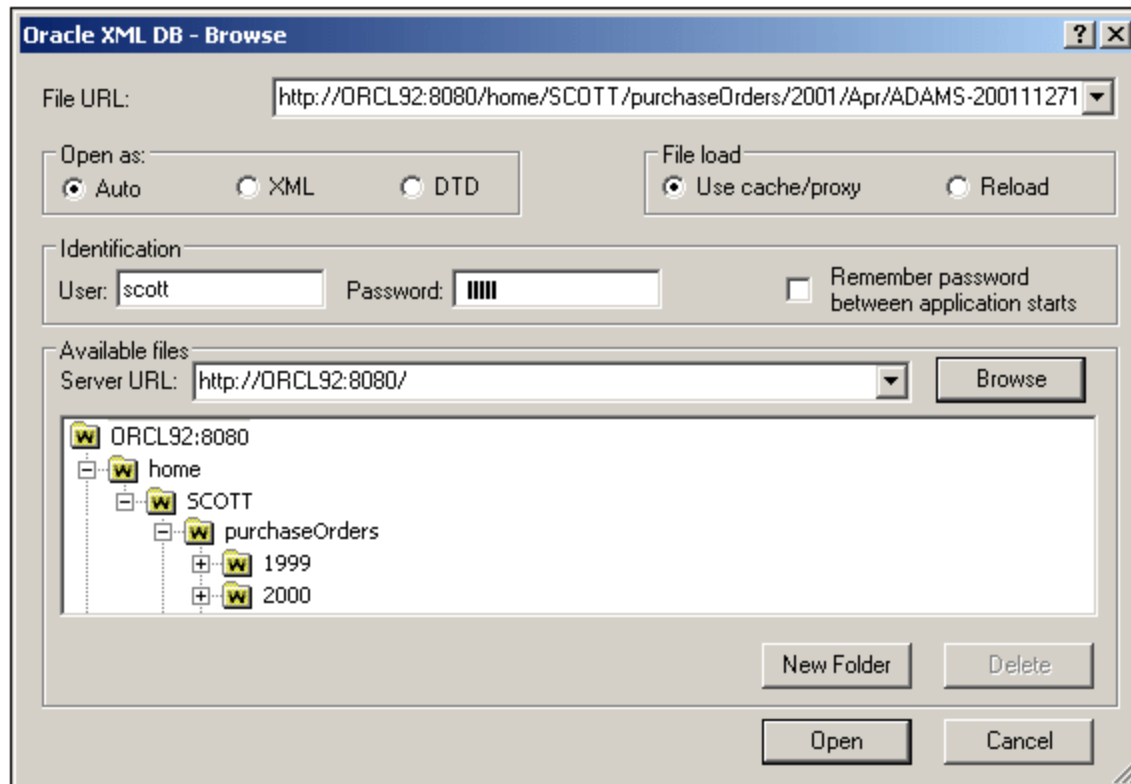 Oracle XML DB - Browse
File URL: http://ORCL92:8080/home/SCOTT/purchaseOrders/2001/Apr/ADAMS-200111271
Open as: File load
Auto XML DTD Use cache/proxy Reload
Identification
User: scott Password: Remember password
between application starts
Available files
Server URL: http://ORCL92:8080/ Browse
ORCL92:8080
home
SCOTT
purchaseOrders
1999
2000
New Folder Delete
Open Cancel